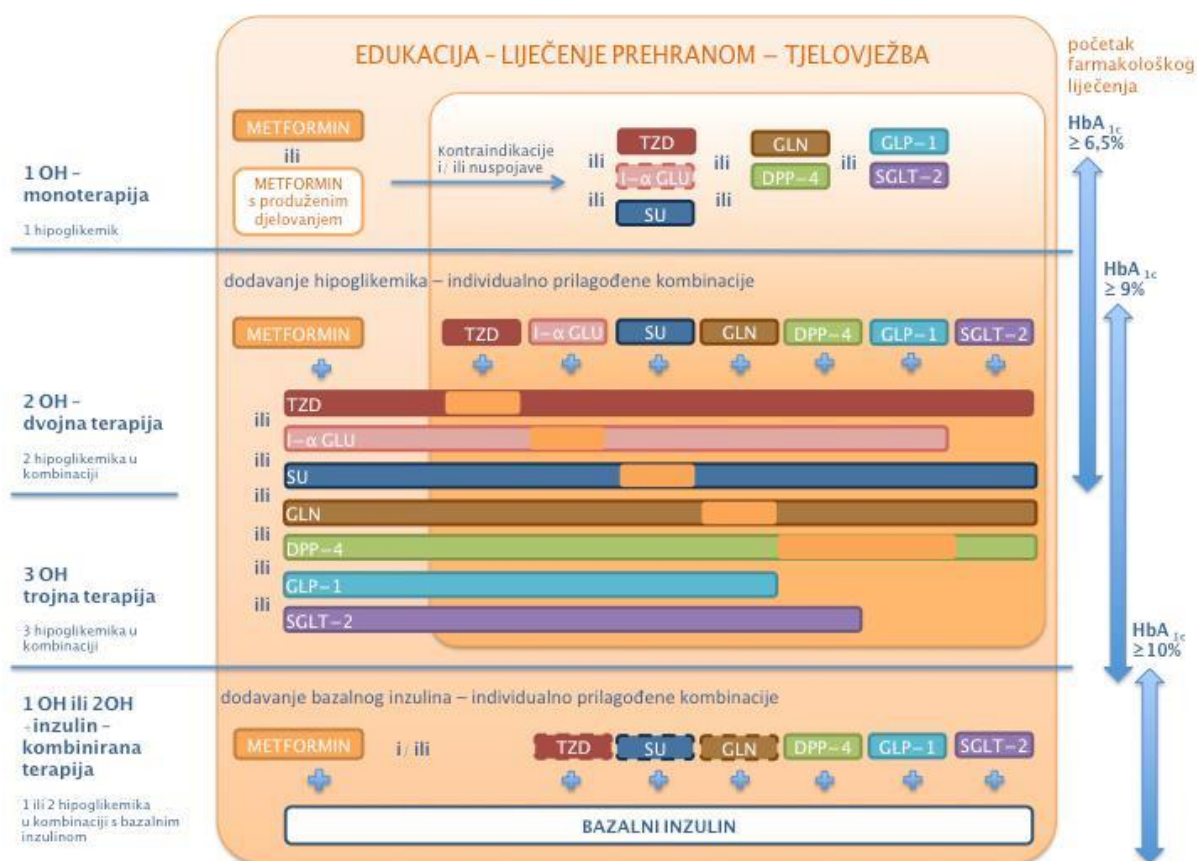 EDUKACIJA – LIJEČENJE PREHRANOM – TJELOVJEŽBA
početak
farmakološkog
liječenja
HbA 1c
≥ 6,5%
1 OH –
monoterapija
1 hipoglikemik
METFORMIN
ili
METFORMIN
s produženim
djelovanjem
kontraindikacije
i/ ili nuspojave
ili
ili
TZD
I-α GLU
SU
ili
ili
GLN
DPP-4
ili
GLP-1
SGLT-2
HbA 1c
≥ 9%
dodavanje hipoglikemika – individualno prilagođene kombinacije
METFORMIN
TZD
I-α GLU
SU
GLN
DPP-4
GLP-1
SGLT-2
2 OH –
dvojna terapija
2 hipoglikemika u
kombinaciji
TZD
ili
I-α GLU
ili
SU
ili
GLN
ili
DPP-4
ili
GLP-1
ili
SGLT-2
3 OH
trojna terapija
3 hipoglikemika u
kombinaciji
HbA 1c
≥ 10%
1 OH ili 2OH
+inzulin –
kombinirana
terapija
1 ili 2 hipoglikemika
u kombinaciji s bazalnim
inzulinom
dodavanje bazalnog inzulina – individualno prilagođene kombinacije
METFORMIN
i/ ili
TZD
SU
GLN
DPP-4
GLP-1
SGLT-2
BAZALNI INZULIN